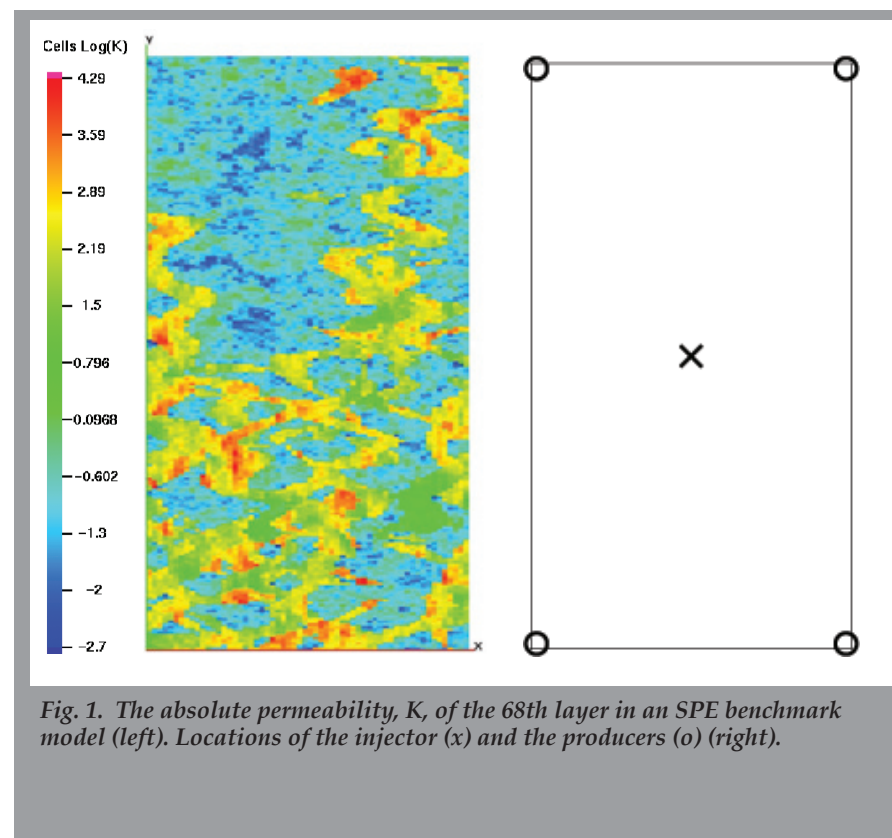 Cells Log(K)
Y
4.29
3.59
2.89
2.19
1.5
0.796
0.0968
-0.602
-1.3
-2
-2.7
X
Fig. 1. The absolute permeability, K, of the 68th layer in an SPE benchmark
model (left). Locations of the injector (x) and the producers (o) (right).